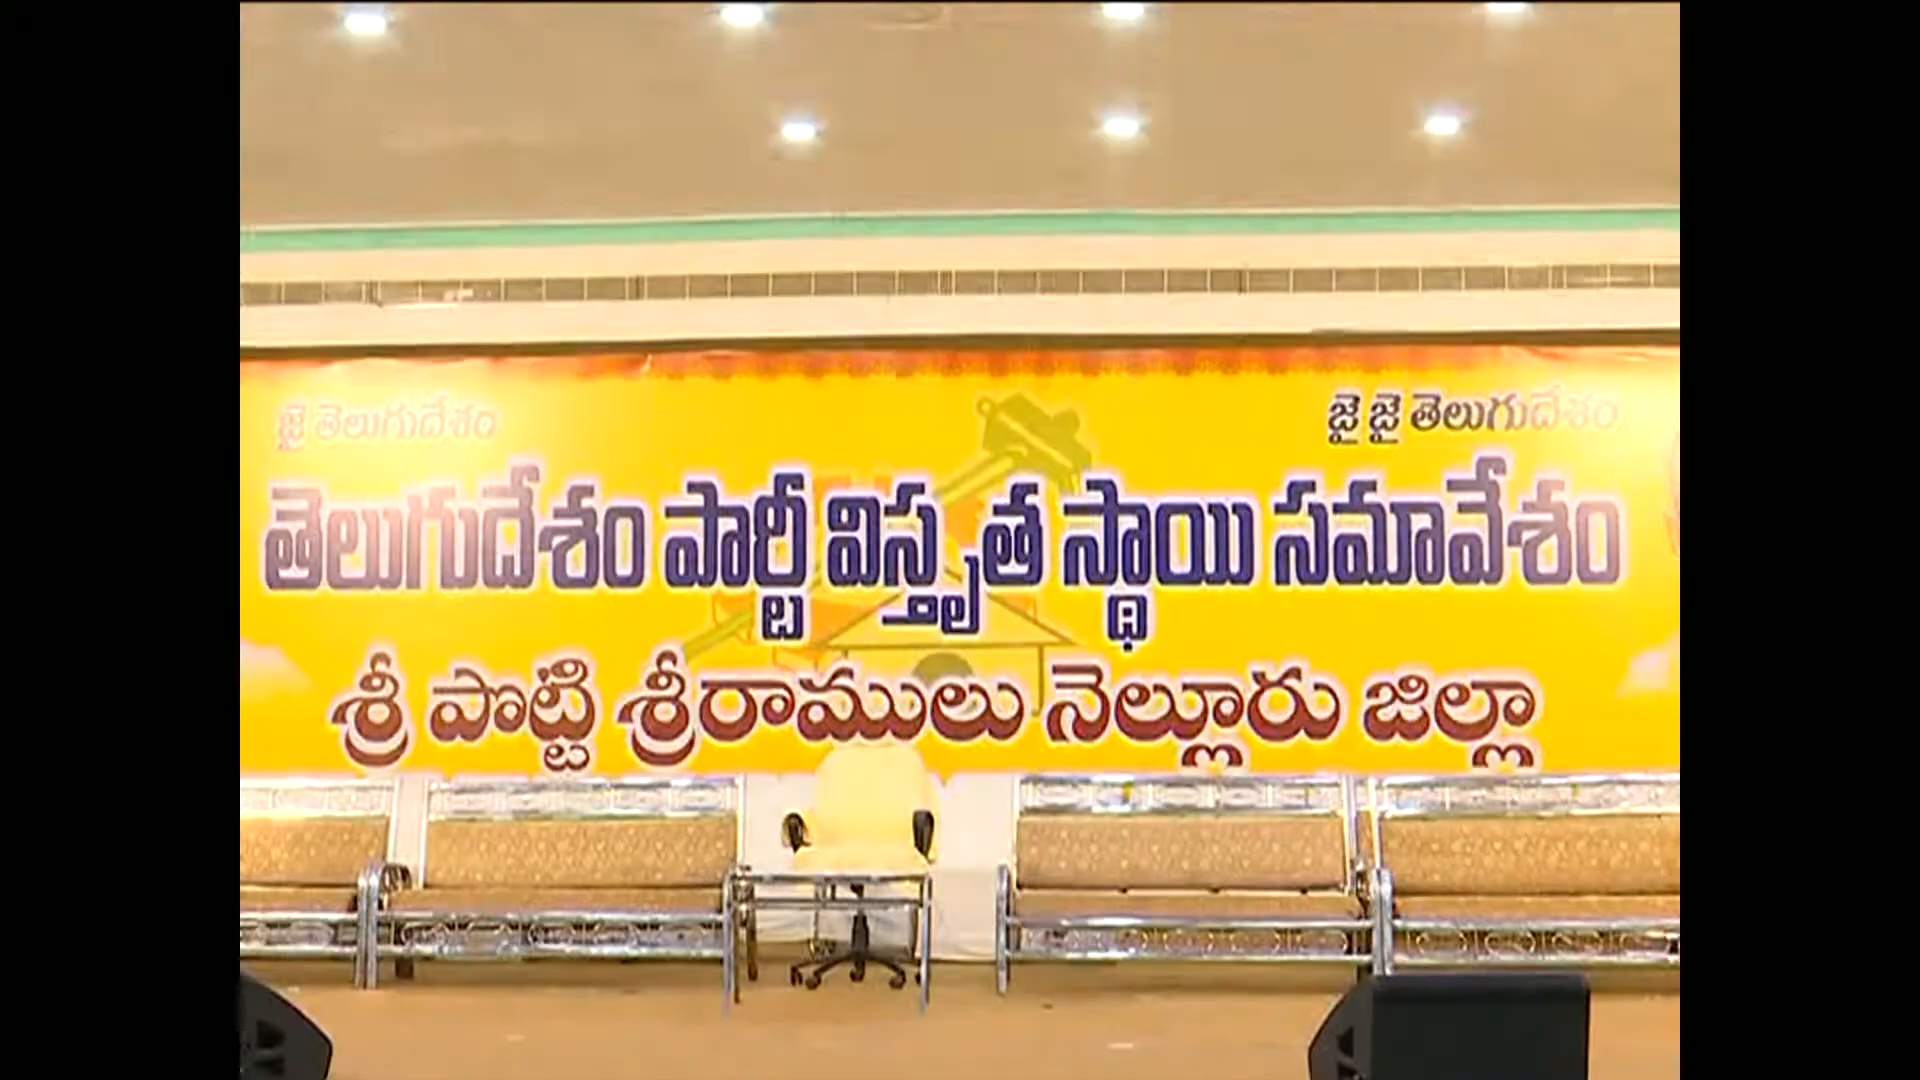 జై తెలుగుదేశం
జై జై తెలుగుదేశం
తెలుగుదేశం పార్టీ విస్తృత స్థాయి సమావేశం
శ్రీ పొట్టి శ్రీరాములు నెల్లూరు జిల్లా